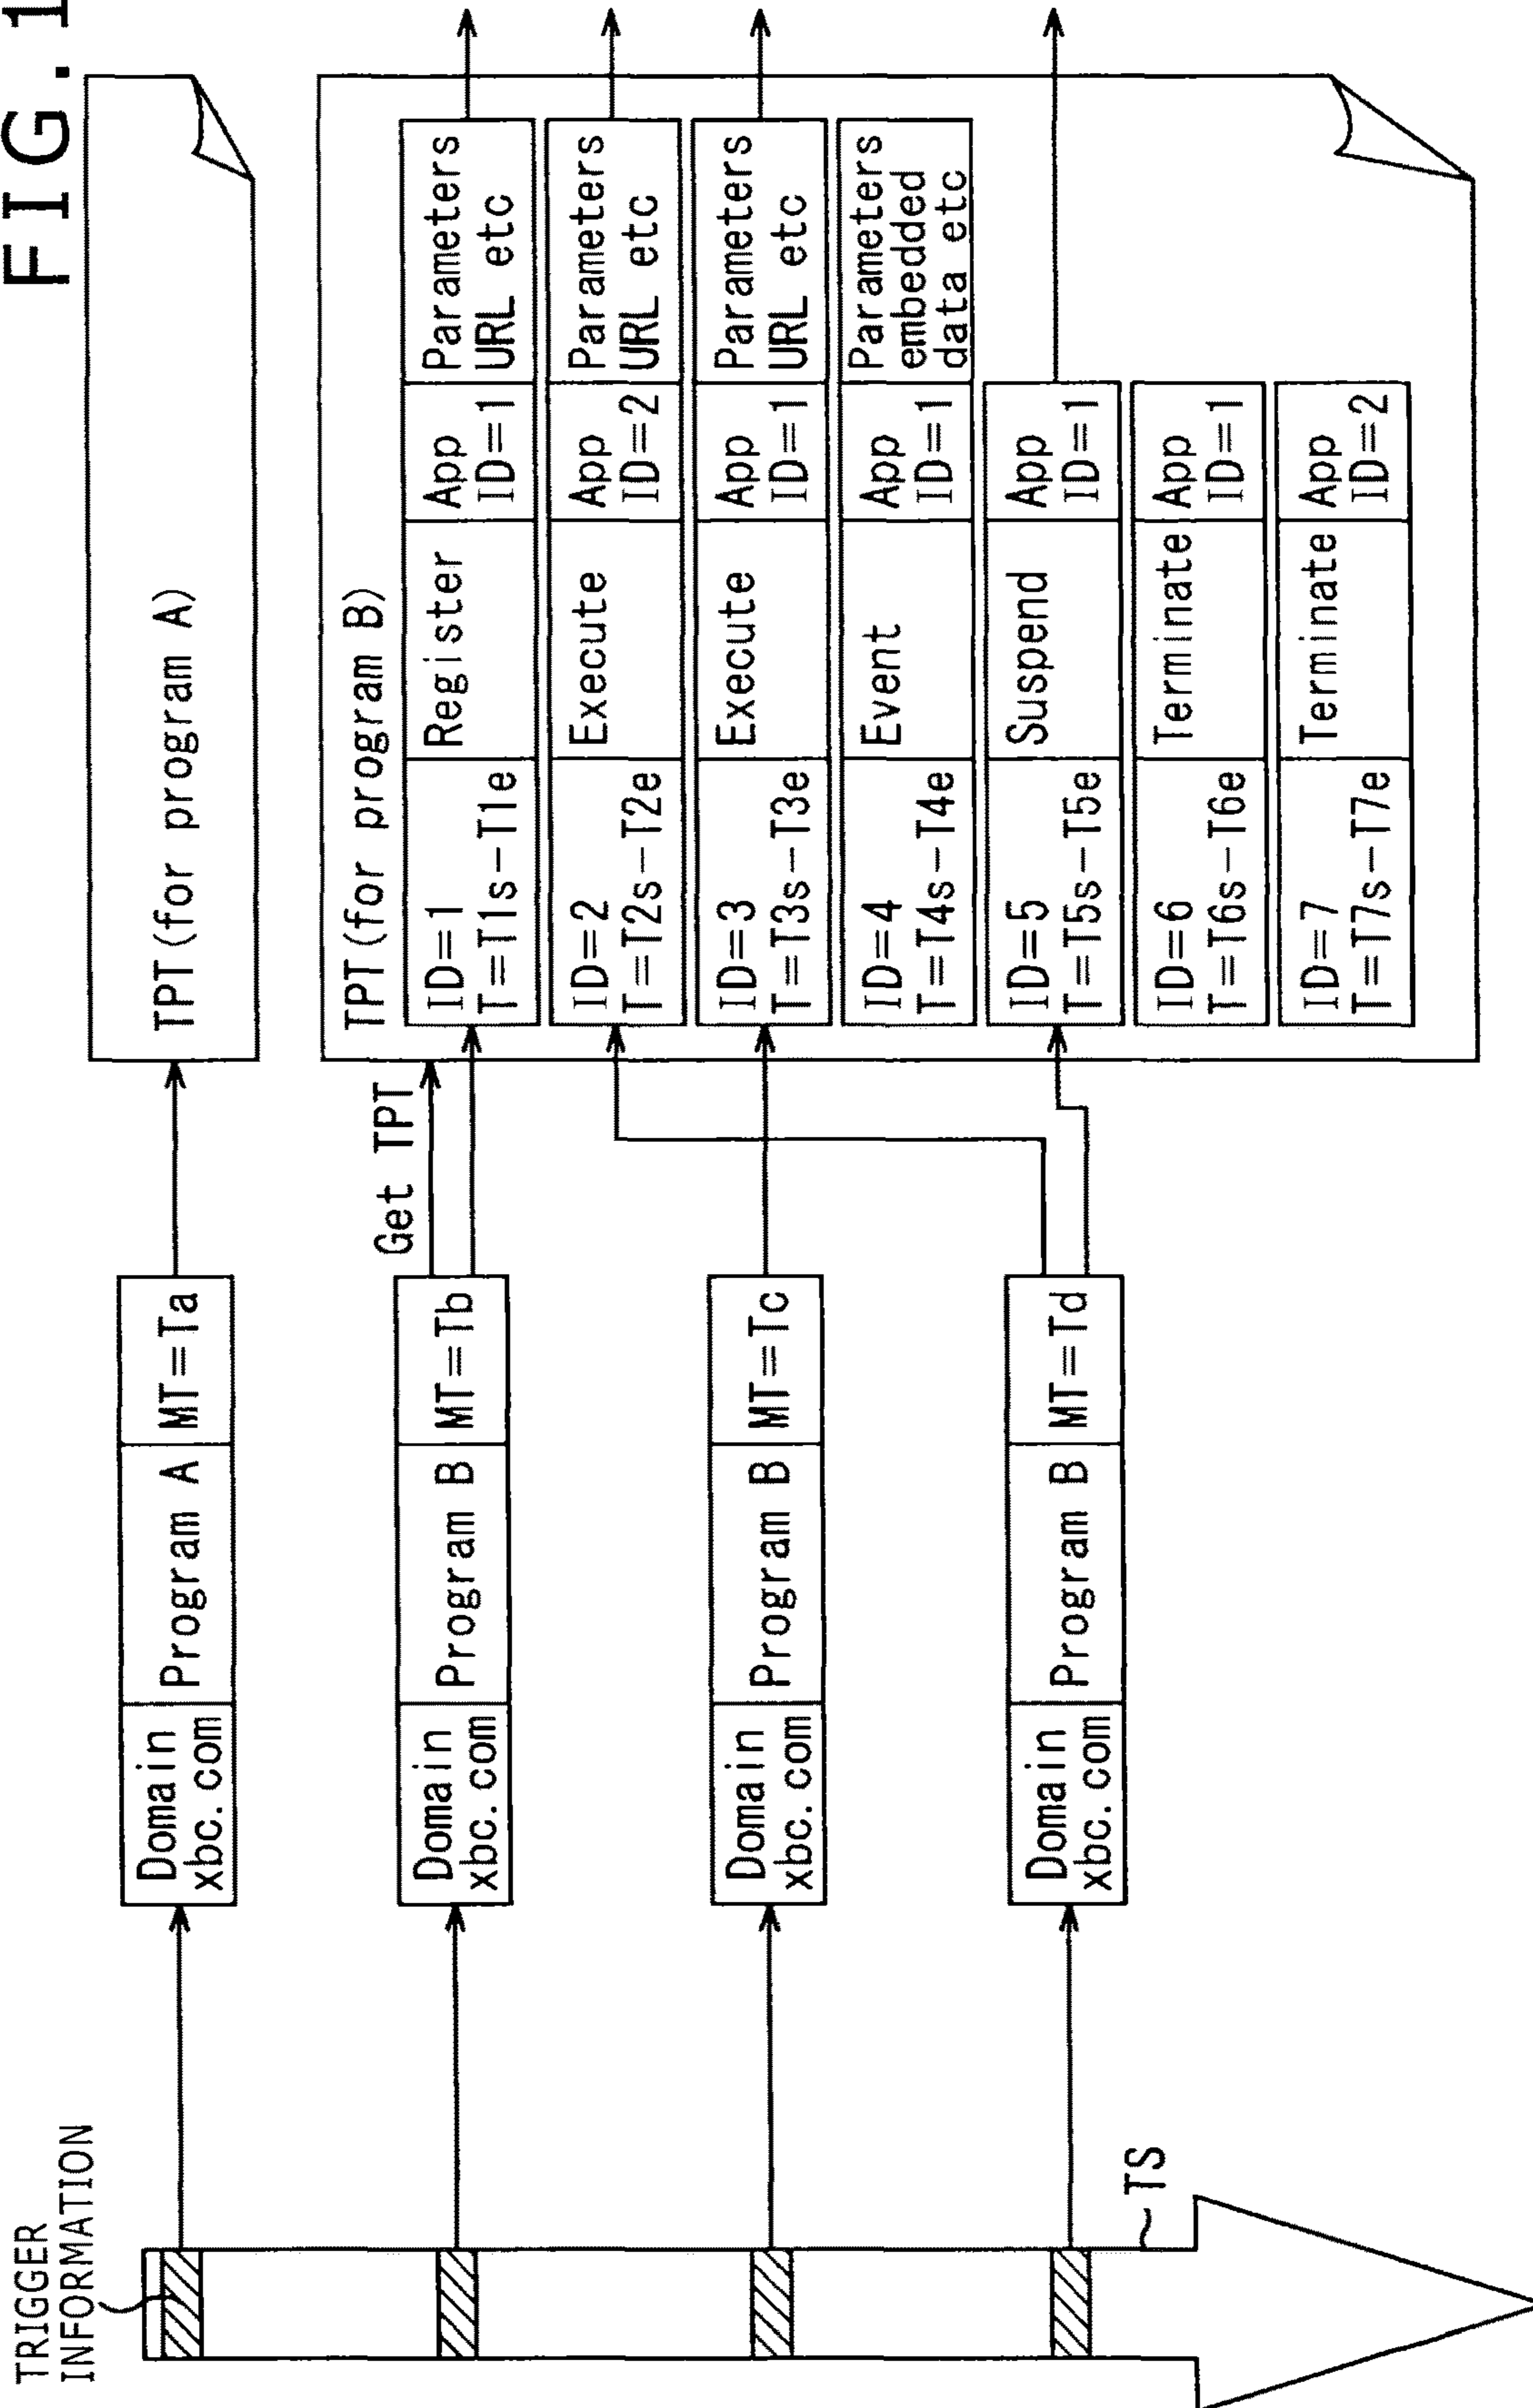 FIG. 1
TRIGGER
INFORMATION
Domain
xbc.com
Program A
MT=Ta
TPT(for program A)
Domain
xbc.com
Program B
MT=Tb
Get TPT
TPT(for program B)
ID=1
T=T1s-T1e
Register
App
ID=1
Parameters
URL etc
ID=2
T=T2s-T2e
Execute
App
ID=2
Parameters
URL etc
Domain
xbc.com
Program B
MT=Tc
ID=3
T=T3s-T3e
Execute
App
ID=1
Parameters
URL etc
ID=4
T=T4s-T4e
Event
App
ID=1
Parameters
embedded
data etc
Domain
xbc.com
Program B
MT=Td
ID=5
T=T5s-T5e
Suspend
App
ID=1
ID=6
T=T6s-T6e
Terminate
App
ID=1
ID=7
T=T7s-T7e
Terminate
App
ID=2
TS